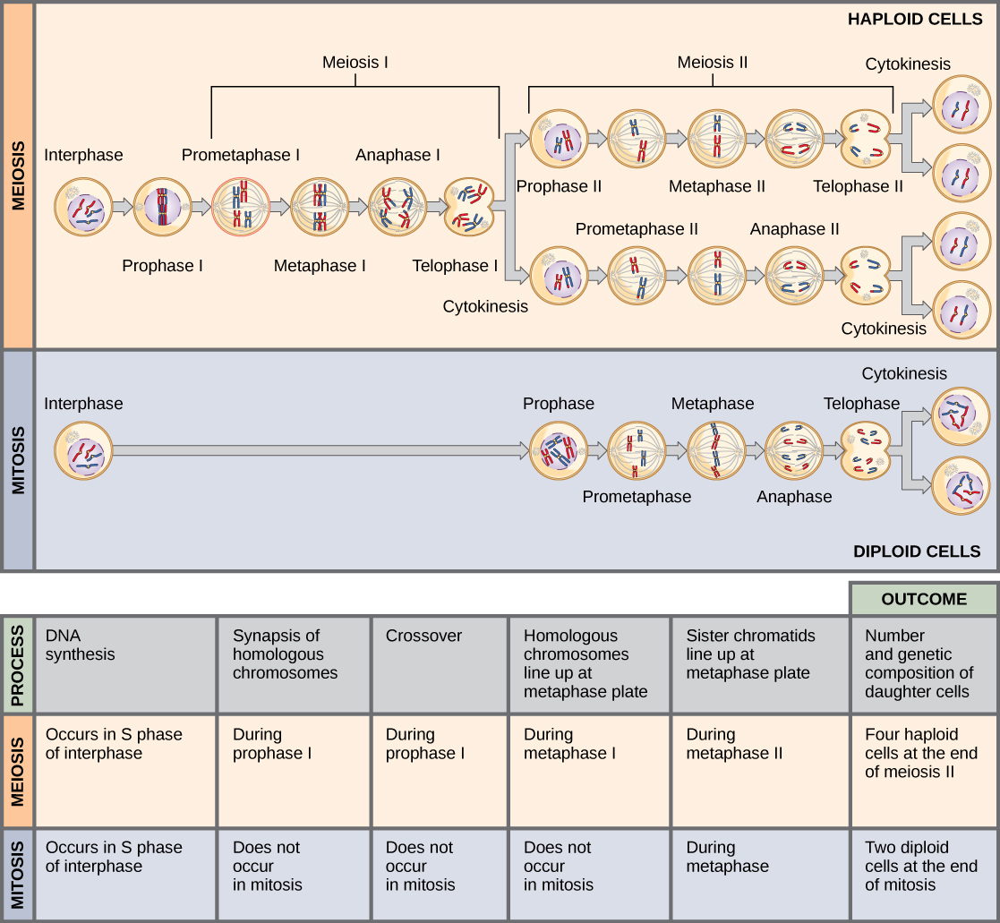 HAPLOID CELLS
MEIOSIS
Meiosis I
Meiosis II
Cytokinesis
Interphase
Prometaphase I
Anaphase I
Prophase II
Metaphase II
Telophase II
Prometaphase II
Anaphase II
Prophase I
Metaphase I
Telophase I
Cytokinesis
Cytokinesis
MITOSIS
Cytokinesis
Interphase
Prophase
Metaphase
Telophase
Prometaphase
Anaphase
DIPLOID CELLS
OUTCOME
PROCESS
DNA
synthesis
Synapsis of
homologous
chromosomes
Crossover
Homologous
chromosomes
line up at
metaphase plate
Sister chromatids
line up at
metaphase plate
Number
and genetic
composition of
daughter cells
MEIOSIS
Occurs in S phase
of interphase
During
prophase I
During
prophase I
During
metaphase I
During
metaphase II
Four haploid
cells at the end
of meiosis II
MITOSIS
Occurs in S phase
of interphase
Does not
occur
in mitosis
Does not
occur
in mitosis
Does not
occur
in mitosis
During
metaphase
Two diploid
cells at the end
of mitosis